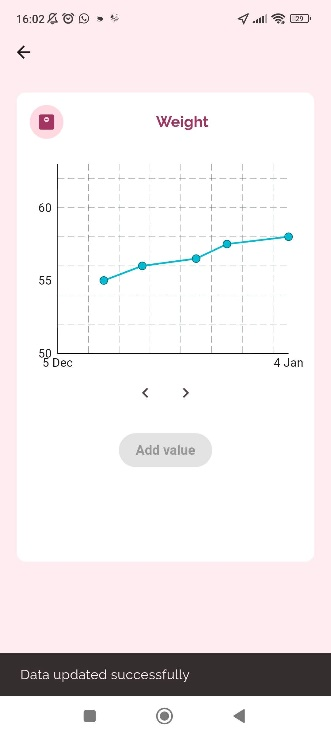 16:02 29
Weight
60
55
50
5 Dec 4 Jan
Add value
Data updated successfully